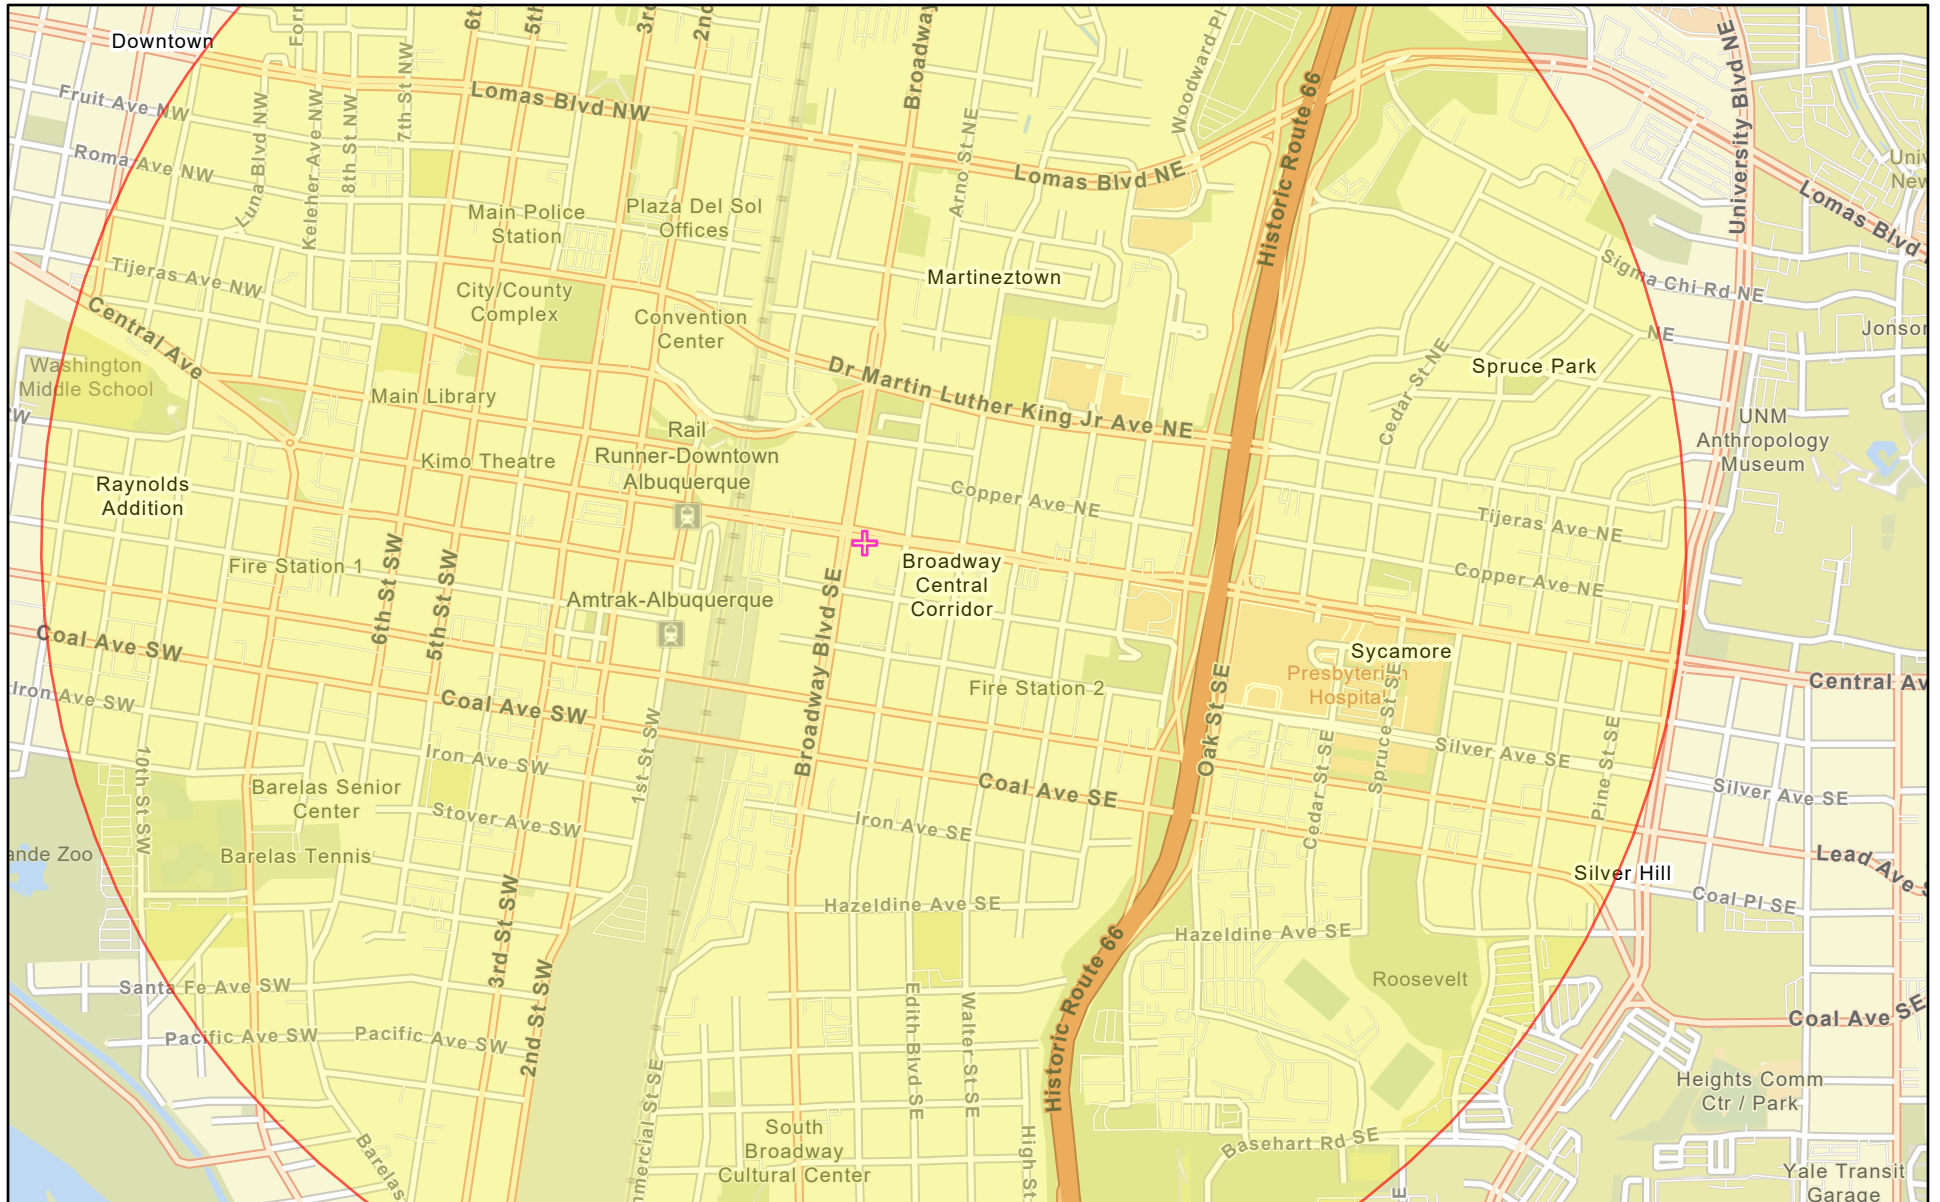 Downtown
5th
Broadway
Woodward Pl
University Blvd NE
Fruit Ave NW
Luna Blvd NW
Keleher Ave NW
8th St NW
7th St NW
Lomas Blvd NW
Arno St NE
Lomas Blvd NE
Historic Route 66
Lomas Blvd
Roma Ave NW
Main Police
Station
Plaza Del Sol
Offices
Martineztown
Sigma Chi Rd NE
Tijeras Ave NW
City/County
Complex
Convention
Center
NE
Central Ave
Washington
Middle School
Main Library
Dr Martin Luther King Jr Ave NE
Cedar St NE
Spruce Park
UNM
Anthropology
Museum
Rail
Runner-Downtown
Albuquerque
Kimo Theatre
Raynolds
Addition
Copper Ave NE
Tijeras Ave NE
Fire Station 1
6th St SW
5th St SW
Amtrak-Albuquerque
Broadway Blvd SE
Broadway
Central
Corridor
Copper Ave NE
Coal Ave SW
Sycamore
Presbyterian
Hospital
Fire Station 2
Central Av
Iron Ave SW
Coal Ave SW
Oak St SE
Spruce St SE
Pine St SE
Silver Ave SE
Iron Ave SW
1st St SW
10th St SW
Barelas Senior
Center
Coal Ave SE
Cedar St SE
Silver Ave SE
Stover Ave SW
Iron Ave SE
ande Zoo
Barelas Tennis
Lead Ave S
Silver Hill
Coal Pl SE
3rd St SW
Hazeldine Ave SE
Hazeldine Ave SE
Historic Route 66
Roosevelt
Santa Fe Ave SW
2nd St SW
Edith Blvd SE
Walter St SE
Coal Ave SE
Pacific Ave SW
Pacific Ave SW
mmercial St SE
Heights Comm
Ctr / Park
South
Broadway
Cultural Center
High St
Basehart Rd SE
Barelas
Yale Transit
Garage